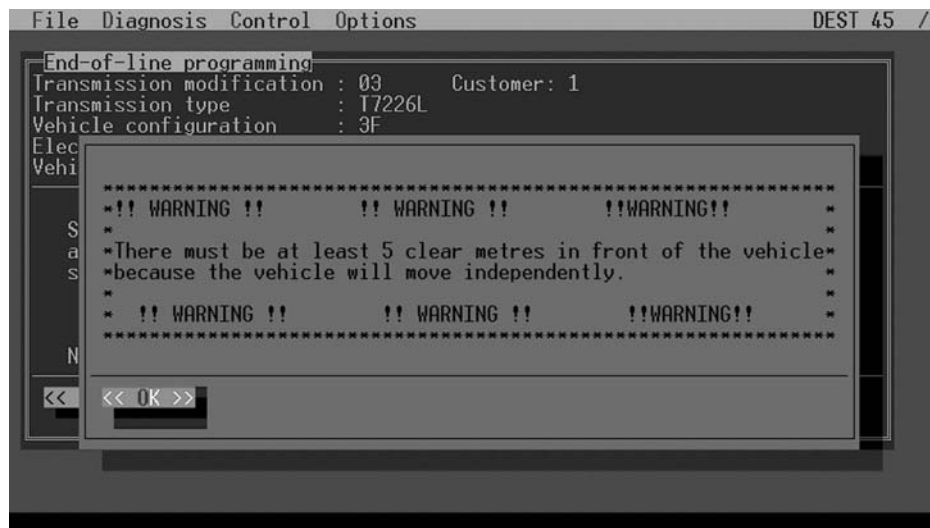 File Diagnosis Control Options DEST 45 /
End-of-line programming
Transmission modification : 03 Customer: 1
Transmission type : T7226L
Vehicle configuration : 3F
Elec
Vehi
*******************************************************************
*!! WARNING !! !! WARNING !! !!WARNING!! *
S * *
a *There must be at least 5 clear metres in front of the vehicle*
s *because the vehicle will move independently. *
* *
* !! WARNING !! !! WARNING !! !!WARNING!! *
*******************************************************************
N
<< << OK >>